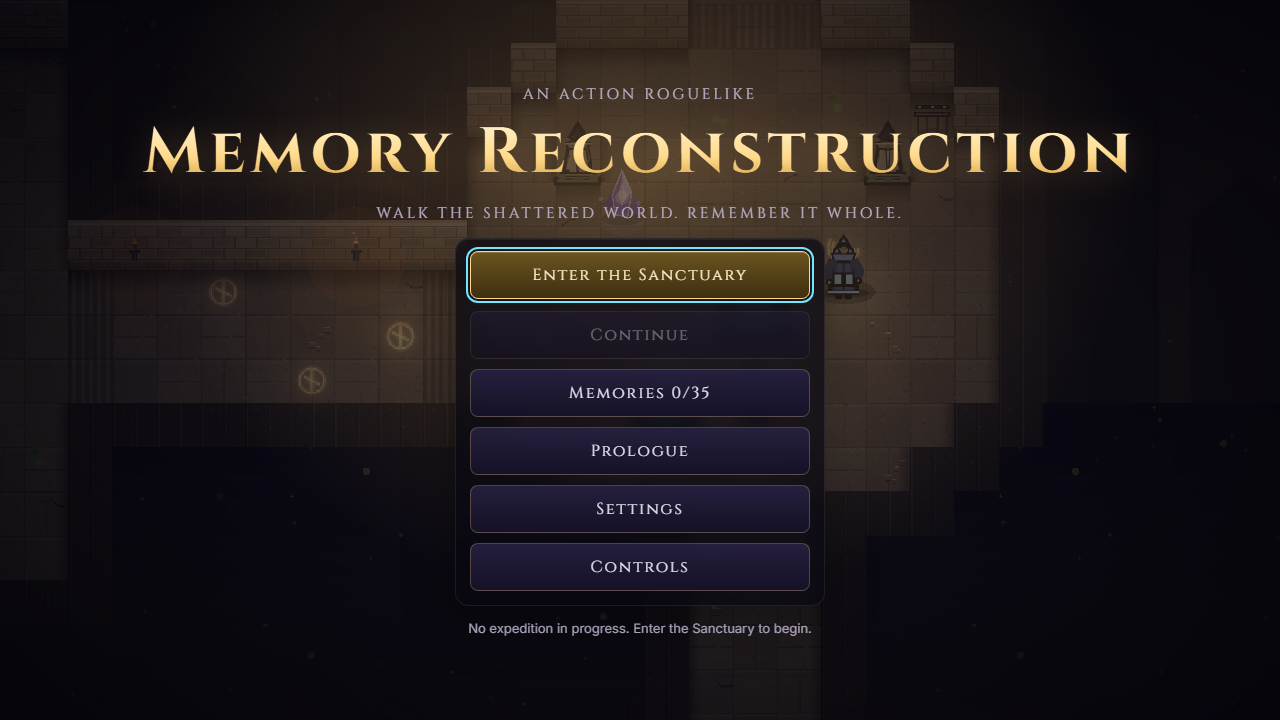 AN ACTION ROGUELIKE
MEMORY RECONSTRUCTION
WALK THE SHATTERED WORLD. REMEMBER IT WHOLE.
Enter the Sanctuary
Continue
Memories 0/35
Prologue
Settings
Controls
No expedition in progress. Enter the Sanctuary to begin.